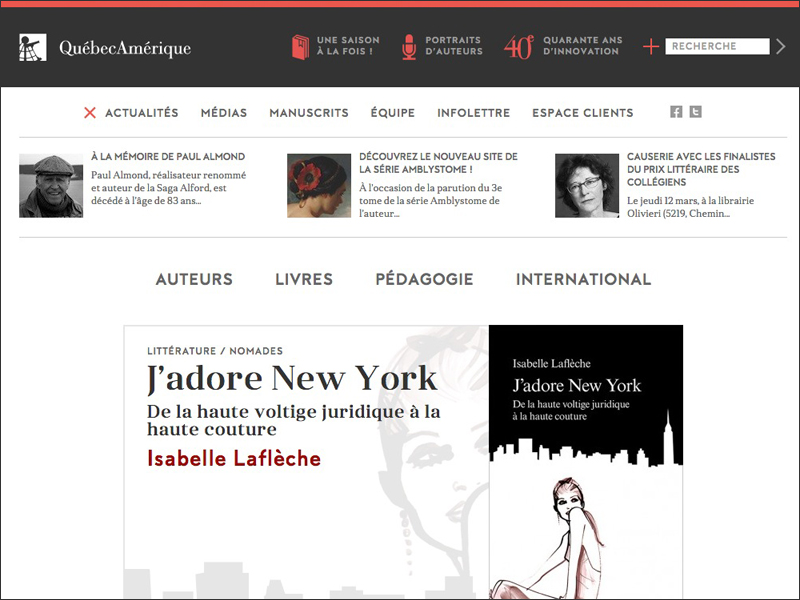 QuébecAmérique
UNE SAISON
À LA FOIS !
PORTRAITS
D'AUTEURS
40e
QUARANTE ANS
D'INNOVATION
RECHERCHE
ACTUALITÉS
MÉDIAS
MANUSCRITS
ÉQUIPE
INFOLETTRE
ESPACE CLIENTS
À LA MÉMOIRE DE PAUL ALMOND
Paul Almond, réalisateur renommé
et auteur de la Saga Alford, est
décédé à l'âge de 83 ans...
DÉCOUVREZ LE NOUVEAU SITE DE
LA SÉRIE AMBLYSTOME !
À l'occasion de la parution du 3e
tome de la série Amblystome de
l'auteur...
CAUSERIE AVEC LES FINALISTES
DU PRIX LITTÉRAIRE DES
COLLÉGIENS
Le jeudi 12 mars, à la librairie
Olivieri (5219, Chemin...
AUTEURS
LIVRES
PÉDAGOGIE
INTERNATIONAL
LITTÉRATURE / NOMADES
J'adore New York
De la haute voltige juridique à la
haute couture
Isabelle Laflèche
Isabelle Laflèche
J'adore New York
De la haute voltige juridique
à la haute couture